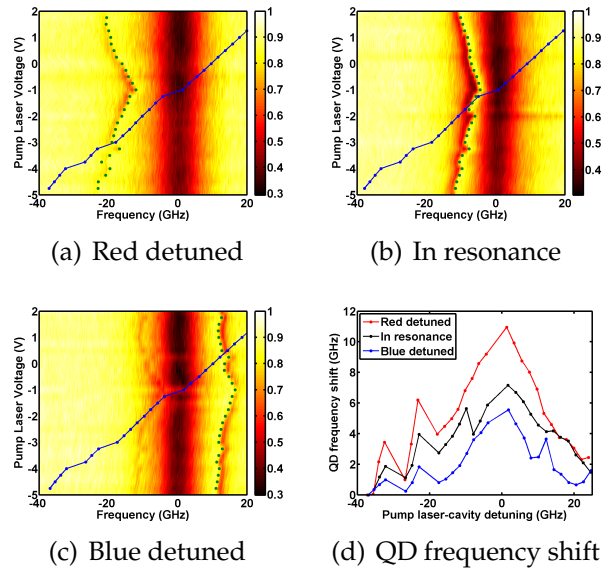 2
1
0
-1
-2
-3
-4
-5
Pump Laser Voltage (V)
-40 -20 0 20
Frequency (GHz)
1
0.9
0.8
0.7
0.6
0.5
0.4
0.3
(a) Red detuned
2
1
0
-1
-2
-3
-4
-5
Pump Laser Voltage (V)
-40 -20 0 20
Frequency (GHz)
1
0.9
0.8
0.7
0.6
0.5
0.4
(b) In resonance
2
1
0
-1
-2
-3
-4
-5
Pump Laser Voltage (V)
-40 -20 0 20
Frequency (GHz)
1
0.9
0.8
0.7
0.6
0.5
0.4
0.3
(c) Blue detuned
12
10
8
6
4
2
0
QD frequency shift (GHz)
Red detuned
In resonance
Blue detuned
-40 -20 0 20
Pump laser-cavity detuning (GHz)
(d) QD frequency shift